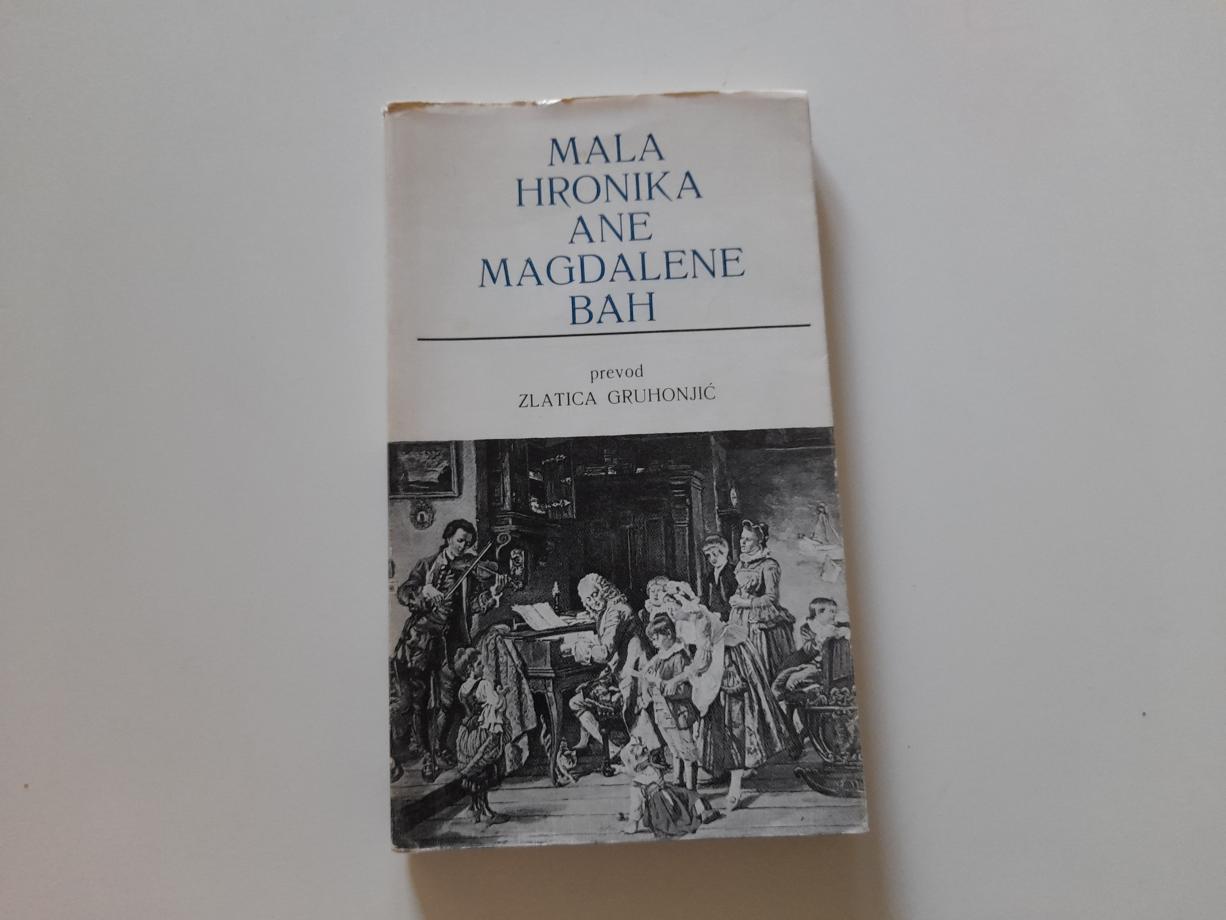 MALA
HRONIKA
ANE
MAGDALENE
BAH
prevod
ZLATICA GRUHONJIĆ